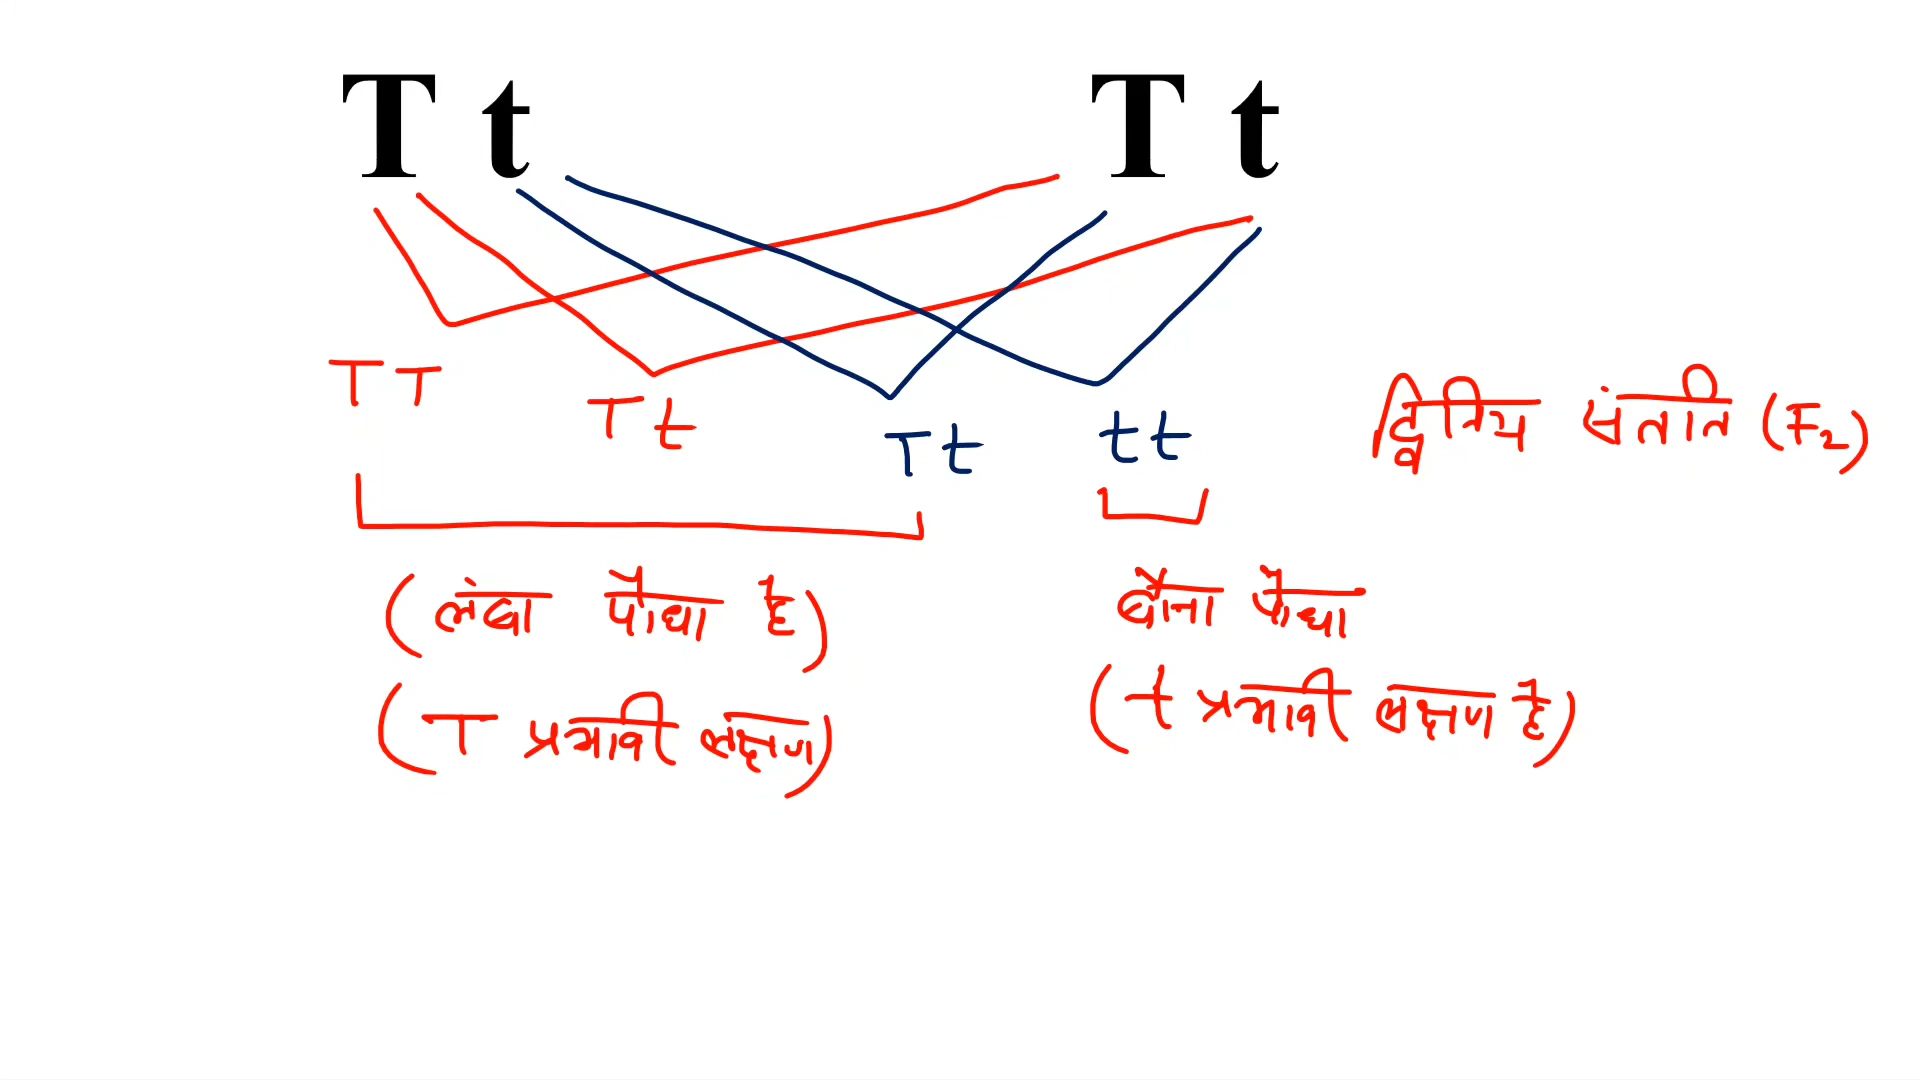 T t T t
T T
T t
T t
t t
द्वितिय संतति (F₂)
(लंबा पौधा है)
बौना पौधा
(T प्रभावी लक्षण)
(t प्रभावी लक्षण है)